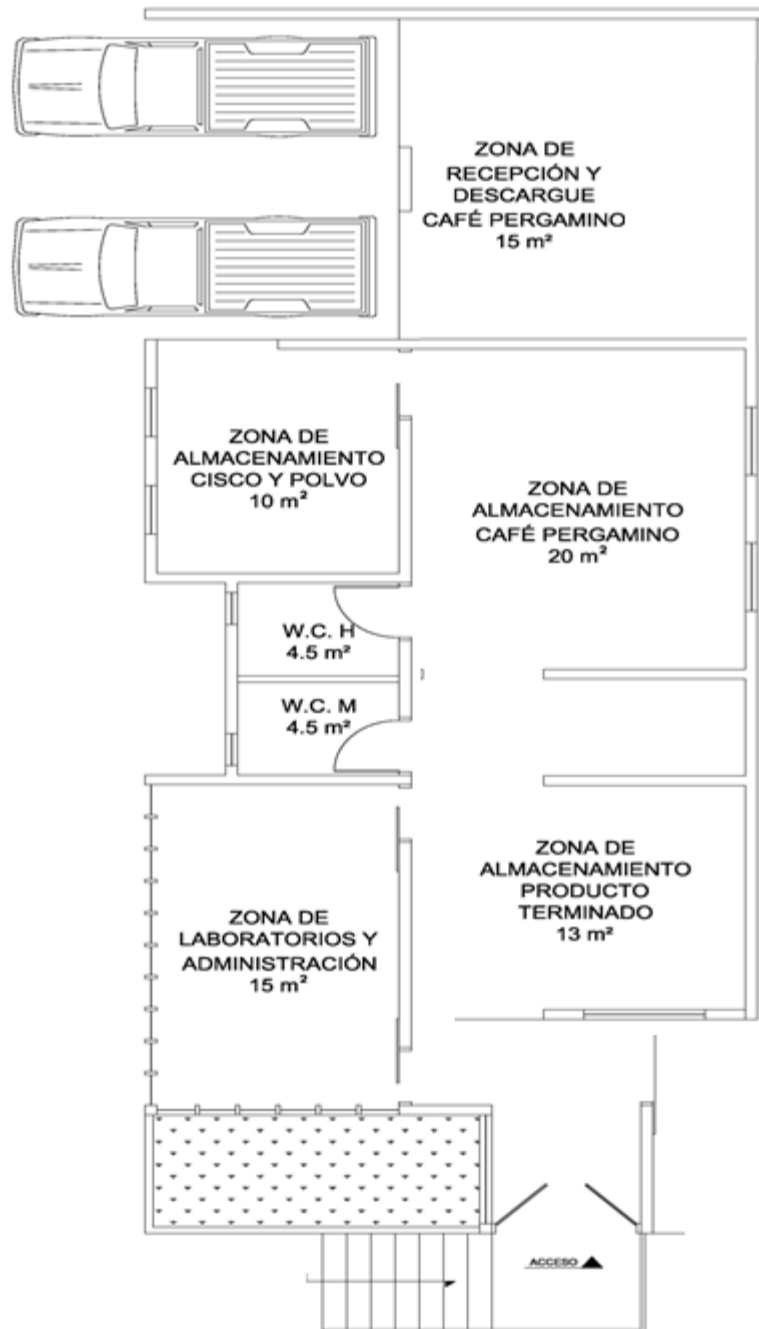 ZONA DE
RECEPCIÓN Y
DESCARGUE
CAFÉ PERGAMINO
15 m²
ZONA DE
ALMACENAMIENTO
CISCO Y POLVO
10 m²
ZONA DE
ALMACENAMIENTO
CAFÉ PERGAMINO
20 m²
W.C. H
4.5 m²
W.C. M
4.5 m²
ZONA DE
ALMACENAMIENTO
PRODUCTO
TERMINADO
13 m²
ZONA DE
LABORATORIOS Y
ADMINISTRACIÓN
15 m²
ACCESO